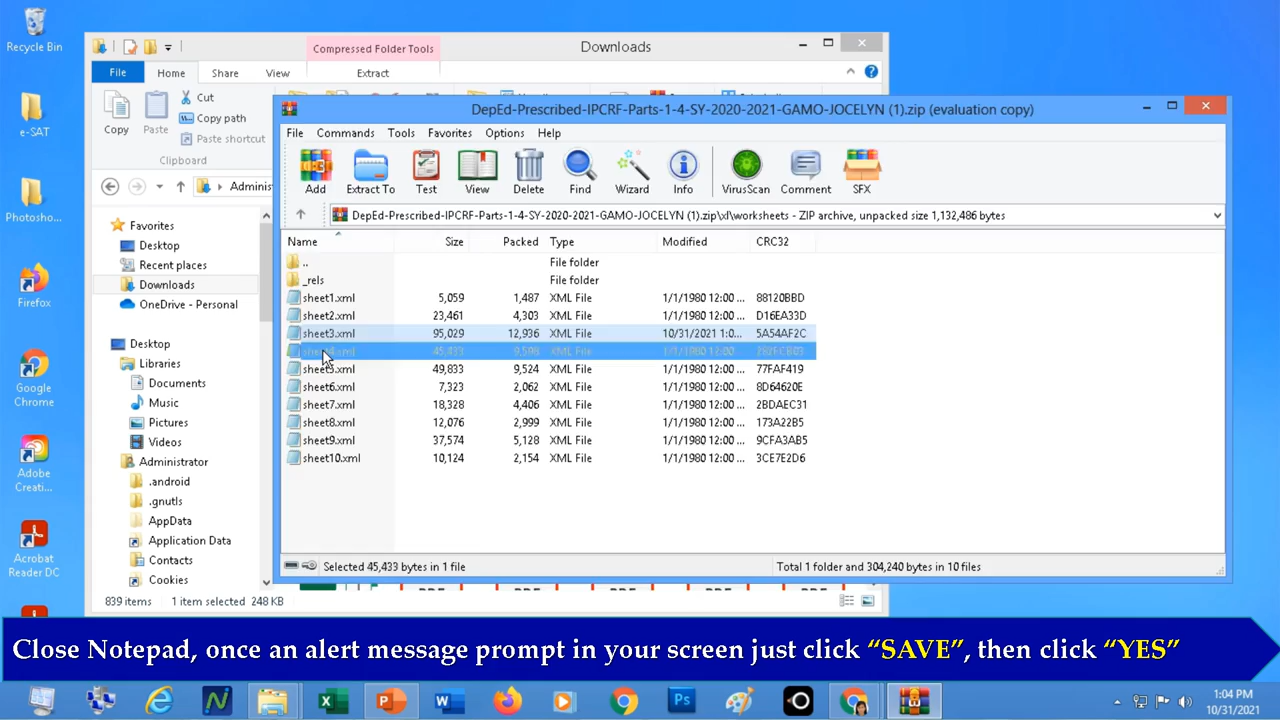 Recycle Bin
e-SAT
Photosho...
Firefox
Google
Chrome
Adobe
Creati...
Acrobat
Reader DC
Compressed Folder Tools
Downloads
File
Home
Share
View
Extract
Copy
Paste
Cut
Copy path
Paste shortcut
Clipboard
Adminis
Favorites
Desktop
Recent places
Downloads
OneDrive - Personal
Desktop
Libraries
Documents
Music
Pictures
Videos
Administrator
.android
.gnutls
AppData
Application Data
Contacts
Cookies
839 items 1 item selected 248 KB
DepEd-Prescribed-IPCRF-Parts-1-4-SY-2020-2021-GAMO-JOCELYN (1).zip (evaluation copy)
File Commands Tools Favorites Options Help
Add Extract To Test View Delete Find Wizard Info VirusScan Comment SFX
DepEd-Prescribed-IPCRF-Parts-1-4-SY-2020-2021-GAMO-JOCELYN (1).zip\xl\worksheets - ZIP archive, unpacked size 1,132,486 bytes
Name Size Packed Type Modified CRC32
.. File folder
_rels File folder
sheet1.xml 5,059 1,487 XML File 1/1/1980 12:00 ... 88120BBD
sheet2.xml 23,461 4,303 XML File 1/1/1980 12:00 ... D16EA33D
sheet3.xml 95,029 12,936 XML File 10/31/2021 1:0... 5A54AF2C
45,433 9,598 XML File 1/1/1980 12:00
sheet5.xml 49,833 9,524 XML File 1/1/1980 12:00 ... 77FAF419
sheet6.xml 7,323 2,062 XML File 1/1/1980 12:00 ... 8D64620E
sheet7.xml 18,328 4,406 XML File 1/1/1980 12:00 ... 2BDAEC31
sheet8.xml 12,076 2,999 XML File 1/1/1980 12:00 ... 173A22B5
sheet9.xml 37,574 5,128 XML File 1/1/1980 12:00 ... 9CFA3AB5
sheet10.xml 10,124 2,154 XML File 1/1/1980 12:00 ... 3CE7E2D6
Selected 45,433 bytes in 1 file
Total 1 folder and 304,240 bytes in 10 files
Close Notepad, once an alert message prompt in your screen just click “SAVE”, then click “YES”
1:04 PM
10/31/2021